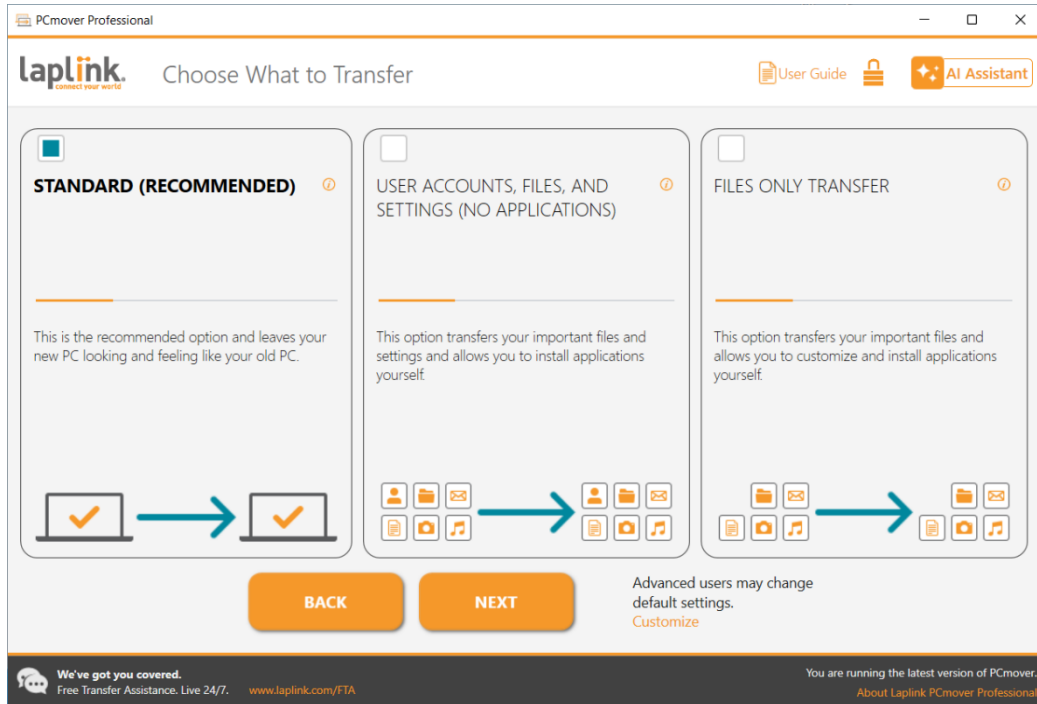 PCmover Professional
laplink.
connect your world
Choose What to Transfer
User Guide
AI Assistant
STANDARD (RECOMMENDED)
This is the recommended option and leaves your
new PC looking and feeling like your old PC.
USER ACCOUNTS, FILES, AND
SETTINGS (NO APPLICATIONS)
This option transfers your important files and
settings and allows you to install applications
yourself.
FILES ONLY TRANSFER
This option transfers your important files and
allows you to customize and install applications
yourself.
BACK
NEXT
Advanced users may change
default settings.
Customize
We've got you covered.
Free Transfer Assistance. Live 24/7. www.laplink.com/FTA
You are running the latest version of PCmover.
About Laplink PCmover Professional